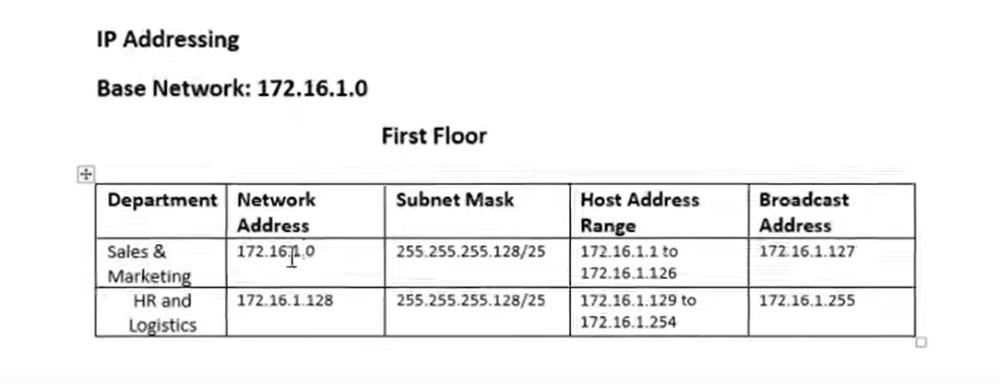 IP Addressing
Base Network: 172.16.1.0
First Floor
Department Network Address Subnet Mask Host Address Range Broadcast Address
Sales & Marketing 172.16.1.0 255.255.255.128/25 172.16.1.1 to 172.16.1.126 172.16.1.127
HR and Logistics 172.16.1.128 255.255.255.128/25 172.16.1.129 to 172.16.1.254 172.16.1.255